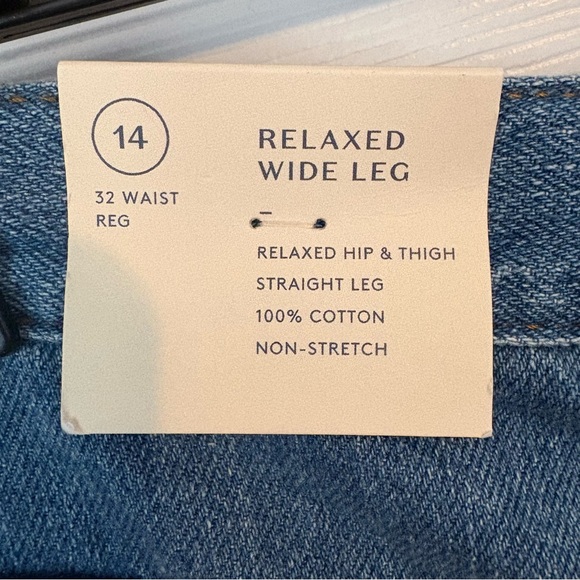 14
32 WAIST
REG
RELAXED
WIDE LEG
–
RELAXED HIP & THIGH
STRAIGHT LEG
100% COTTON
NON-STRETCH